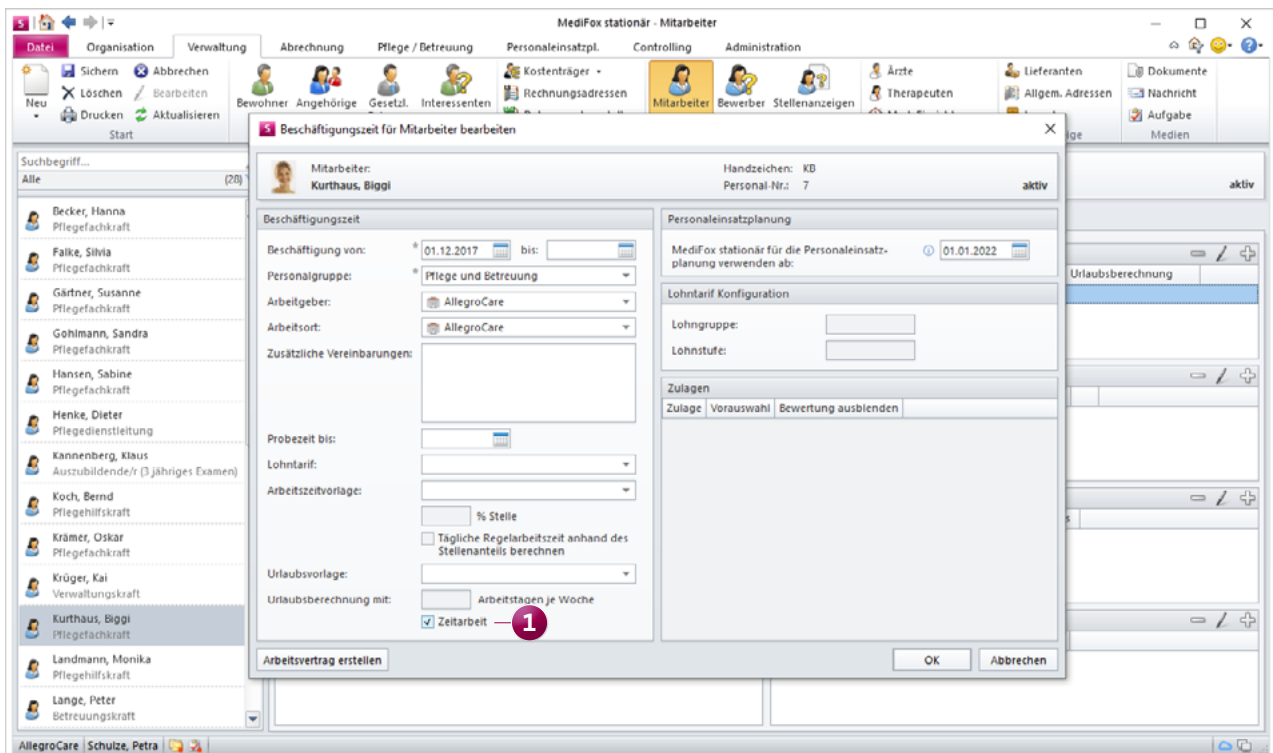 MediFox stationär - Mitarbeiter
Datei Organisation Verwaltung Abrechnung Pflege / Betreuung Personaleinsatzpl. Controlling Administration
Neu
Sichern Abbrechen
Löschen Bearbeiten
Drucken Aktualisieren
Start
Bewohner Angehörige Gesetzl. Interessenten
Kostenträger
Rechnungsadressen
Mitarbeiter Bewerber Stellenanzeigen
Ärzte
Therapeuten
Lieferanten
Allgem. Adressen
ige
Dokumente
Nachricht
Aufgabe
Medien
Suchbegriff...
Alle (28)
Becker, Hanna
Pflegefachkraft
Falke, Silvia
Pflegefachkraft
Gärtner, Susanne
Pflegefachkraft
Gohlmann, Sandra
Pflegefachkraft
Hansen, Sabine
Pflegefachkraft
Henke, Dieter
Pflegedienstleitung
Kannenberg, Klaus
Auszubildende/r (3 jähriges Examen)
Koch, Bernd
Pflegehilfskraft
Krämer, Oskar
Pflegefachkraft
Krüger, Kai
Verwaltungskraft
Kurthaus, Biggi
Pflegefachkraft
Landmann, Monika
Pflegehilfskraft
Lange, Peter
Betreuungskraft
Beschäftigungszeit für Mitarbeiter bearbeiten
Mitarbeiter:
Kurthaus, Biggi
Handzeichen: KB
Personal-Nr.: 7
aktiv
Beschäftigungszeit
Beschäftigung von: * 01.12.2017 bis:
Personalgruppe: * Pflege und Betreuung
Arbeitgeber: AllegroCare
Arbeitsort: AllegroCare
Zusätzliche Vereinbarungen:
Probezeit bis:
Lohntarif:
Arbeitszeitvorlage:
% Stelle
Tägliche Regelarbeitszeit anhand des
Stellenanteils berechnen
Urlaubsvorlage:
Urlaubsberechnung mit: Arbeitstagen je Woche
Zeitarbeit
1
Personaleinsatzplanung
MediFox stationär für die Personaleinsatz-
planung verwenden ab: 01.01.2022
Lohntarif Konfiguration
Lohngruppe:
Lohnstufe:
Zulagen
Zulage Vorauswahl Bewertung ausblenden
Arbeitsvertrag erstellen
OK Abbrechen
aktiv
Urlaubsberechnung
s
AllegroCare Schulze, Petra